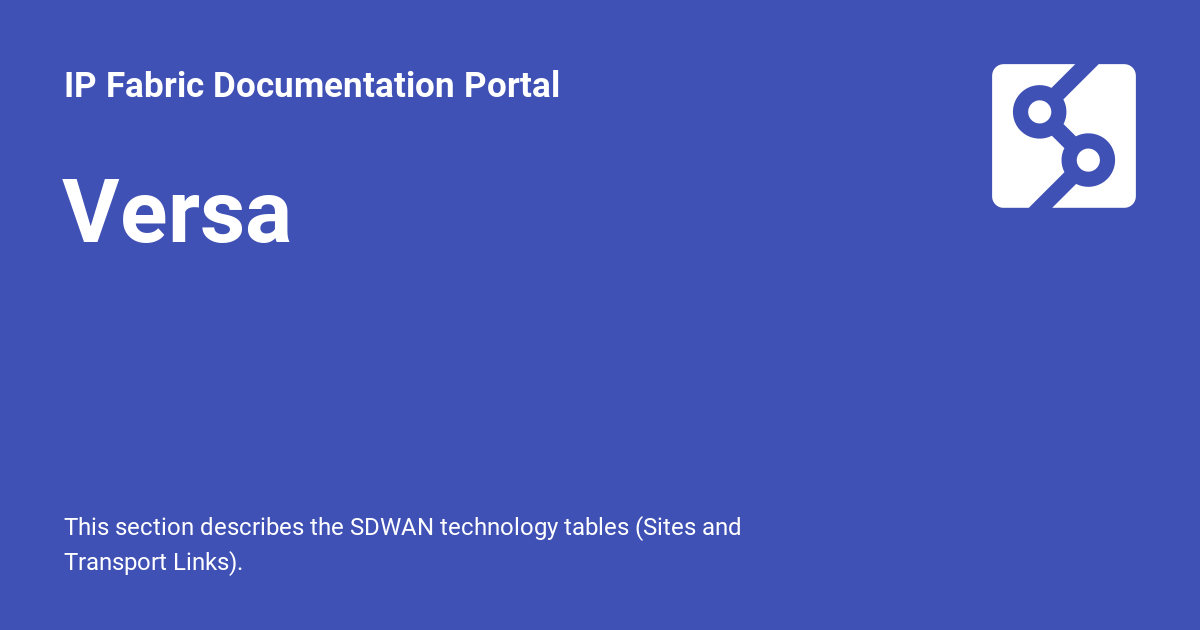 IP Fabric Documentation Portal
Versa
This section describes the SDWAN technology tables (Sites and
Transport Links).